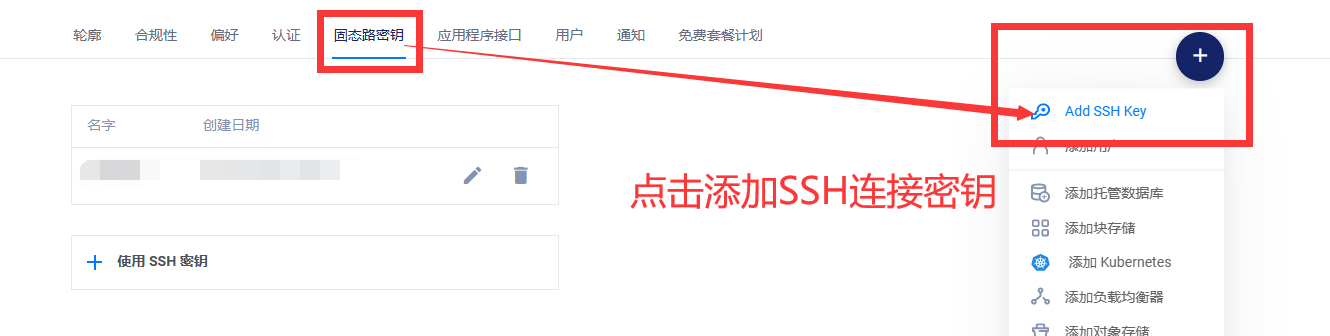 轮廓 合规性 偏好 认证 固态路密钥 应用程序接口 用户 通知 免费套餐计划
Add SSH Key
名字 创建日期
添加用户
点击添加SSH连接密钥
添加托管数据库
添加块存储
使用 SSH 密钥
添加 Kubernetes
添加负载均衡器
添加对象存储